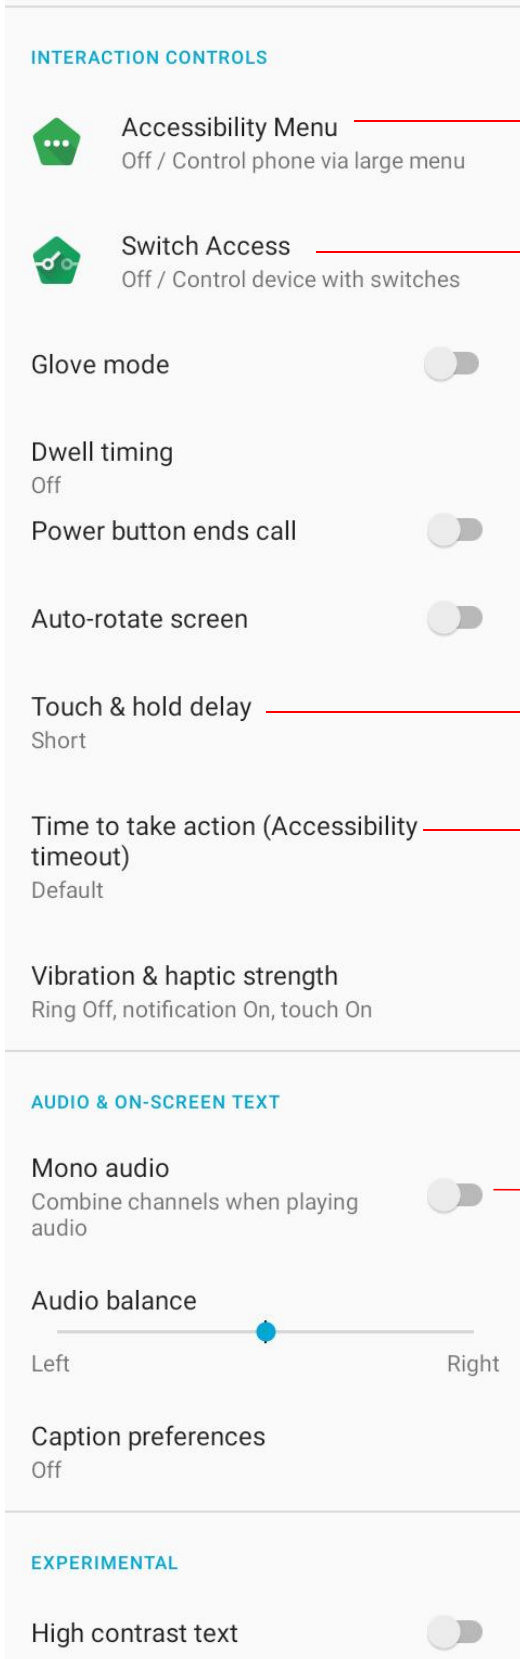 INTERACTION CONTROLS
Accessibility Menu
Off / Control phone via large menu
Switch Access
Off / Control device with switches
Glove mode
Dwell timing
Off
Power button ends call
Auto-rotate screen
Touch & hold delay
Short
Time to take action (Accessibility
timeout)
Default
Vibration & haptic strength
Ring Off, notification On, touch On
AUDIO & ON-SCREEN TEXT
Mono audio
Combine channels when playing
audio
Audio balance
Left Right
Caption preferences
Off
EXPERIMENTAL
High contrast text